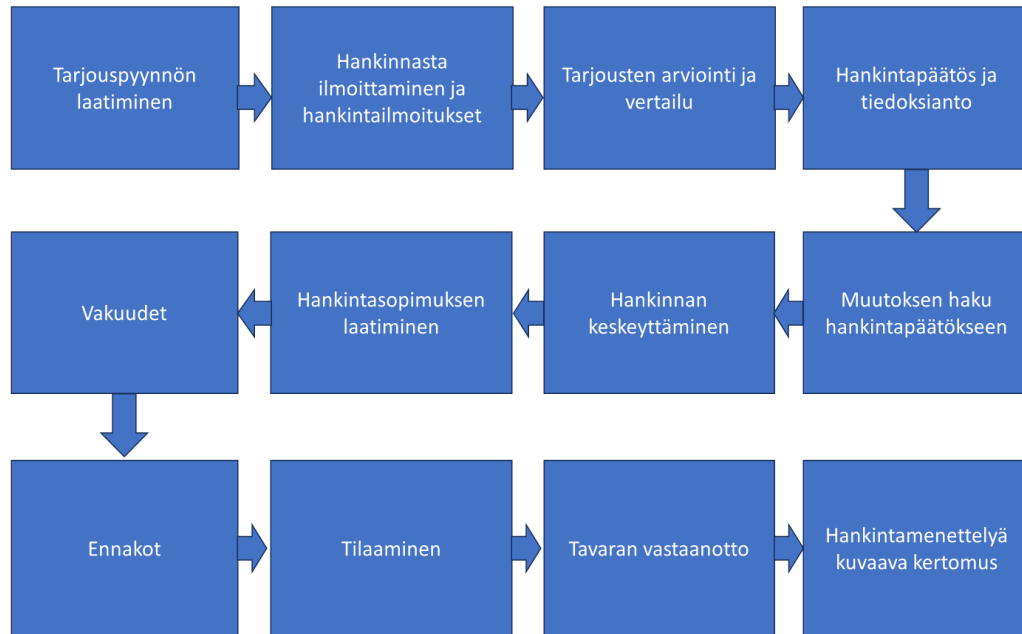 Tarjouspyynnön
laatiminen
Hankinnasta
ilmoittaminen ja
hankintailmoitukset
Tarjousten arviointi ja
vertailu
Hankintapäätös ja
tiedoksianto
Muutoksen haku
hankintapäätökseen
Hankinnan
keskeyttäminen
Hankintasopimuksen
laatiminen
Vakuudet
Ennakot
Tilaaminen
Tavaran vastaanotto
Hankintamenettelyä
kuvaava kertomus